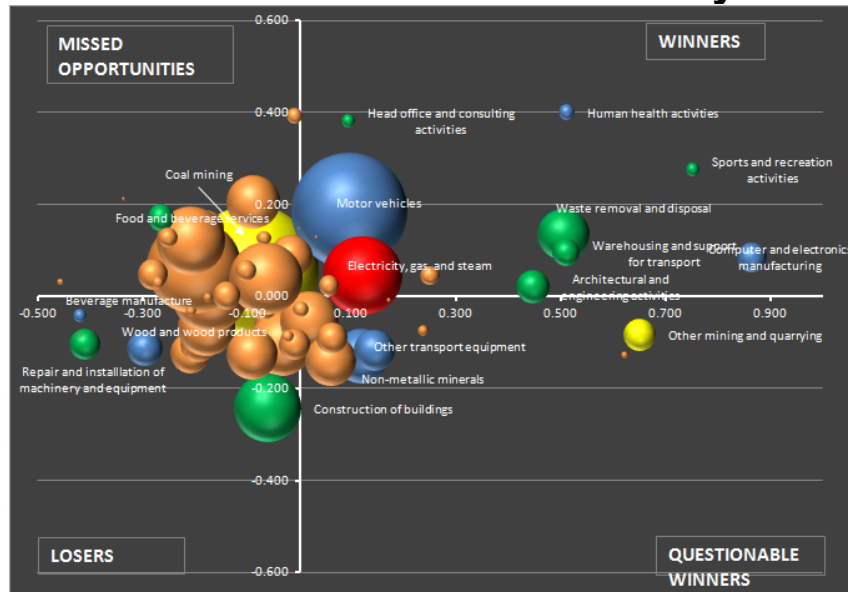 0.600
MISSED
OPPORTUNITIES
WINNERS
0.400
Head office and consulting
activities
Human health activities
Sports and recreation
activities
Coal mining
0.200
Motor vehicles
Waste removal and disposal
Food and beverage services
Warehousing and support
for transport
Computer and electronics
manufacturing
Electricity, gas, and steam
Architectural and
engineering activities
0.000
Beverage manufacture
-0.500
-0.300
-0.100
0.100
0.300
0.500
0.700
0.900
Wood and wood products
Other mining and quarrying
Other transport equipment
Repair and installation of
machinery and equipment
Non-metallic minerals
-0.200
Construction of buildings
-0.400
LOSERS
QUESTIONABLE
WINNERS
-0.600